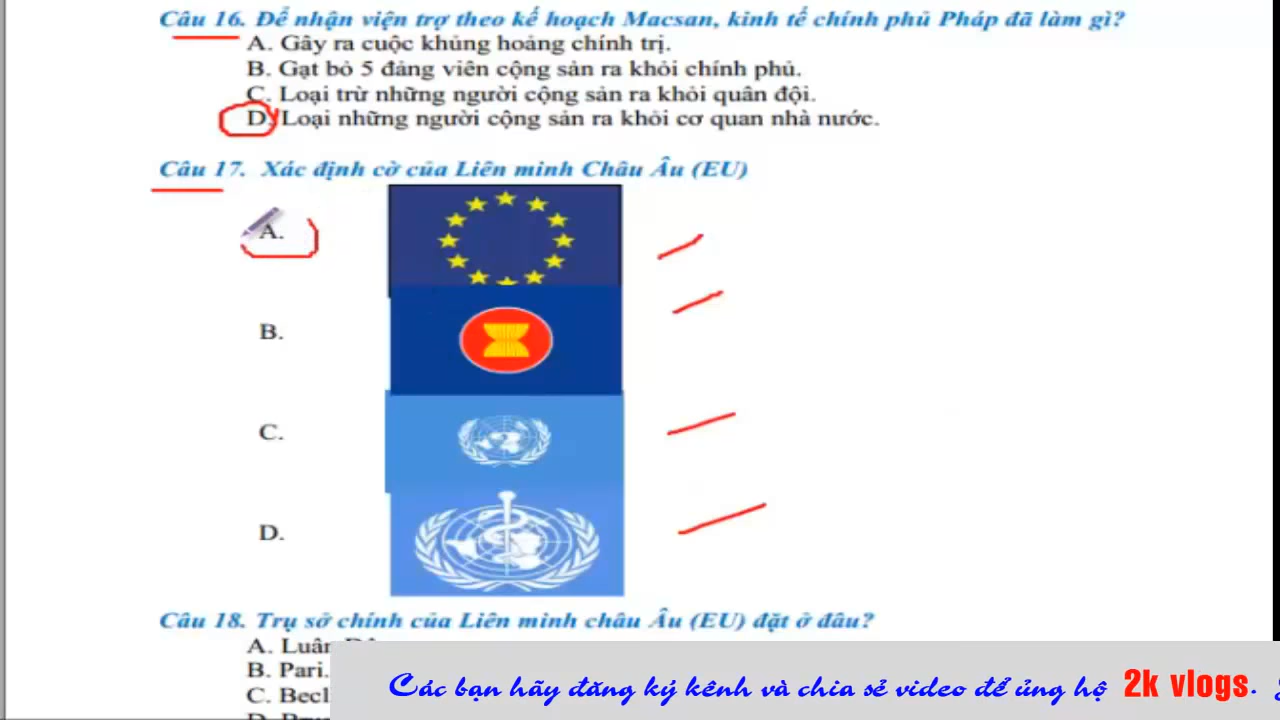 Câu 16. Để nhận viện trợ theo kế hoạch Macsan, kinh tế chính phủ Pháp đã làm gì?
A. Gây ra cuộc khủng hoảng chính trị.
B. Gạt bỏ 5 đảng viên cộng sản ra khỏi chính phủ.
C. Loại trừ những người cộng sản ra khỏi quân đội.
D. Loại những người cộng sản ra khỏi cơ quan nhà nước.
Câu 17. Xác định cờ của Liên minh Châu Âu (EU)
A.
B.
C.
D.
Câu 18. Trụ sở chính của Liên minh châu Âu (EU) đặt ở đâu?
A. Luân
B. Pari.
C. Becl
Các bạn hãy đăng ký kênh và chia sẻ video để ủng hộ 2k vlogs.